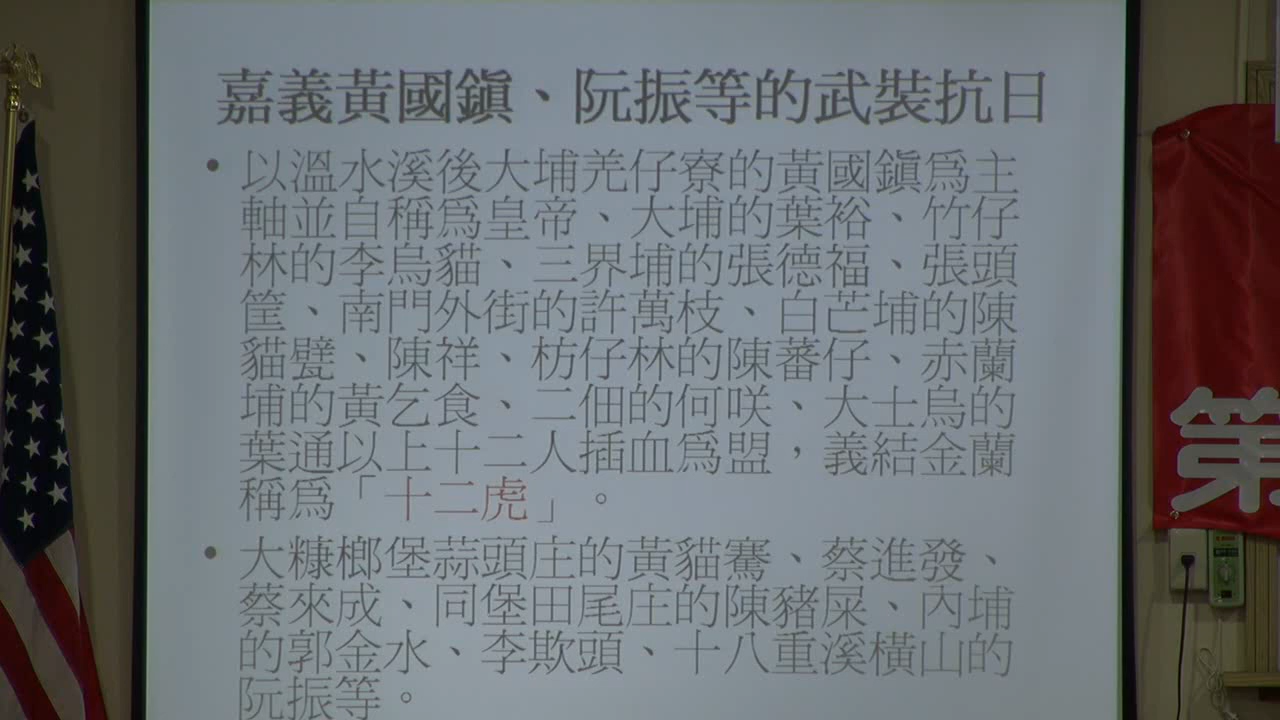 嘉義黃國鎮、阮振等的武裝抗日
• 以溫水溪後大埔羌仔寮的黃國鎮為主
軸並自稱為皇帝、大埔的葉裕、竹仔
林的李烏貓、三界埔的張德福、張頭
筐、南門外街的許萬枝、白芒埔的陳
貓甓、陳祥、枋仔林的陳蕃仔、赤蘭
埔的黃乞食、二佃的何咲、大士烏的
葉通以上十二人插血為盟，義結金蘭
稱為「十二虎」。
• 大糠榔堡蒜頭庄的黃貓騫、蔡進發、
蔡來成、同堡田尾庄的陳豬屎、內埔
的郭金水、李欺頭、十八重溪橫山的
阮振等。
第